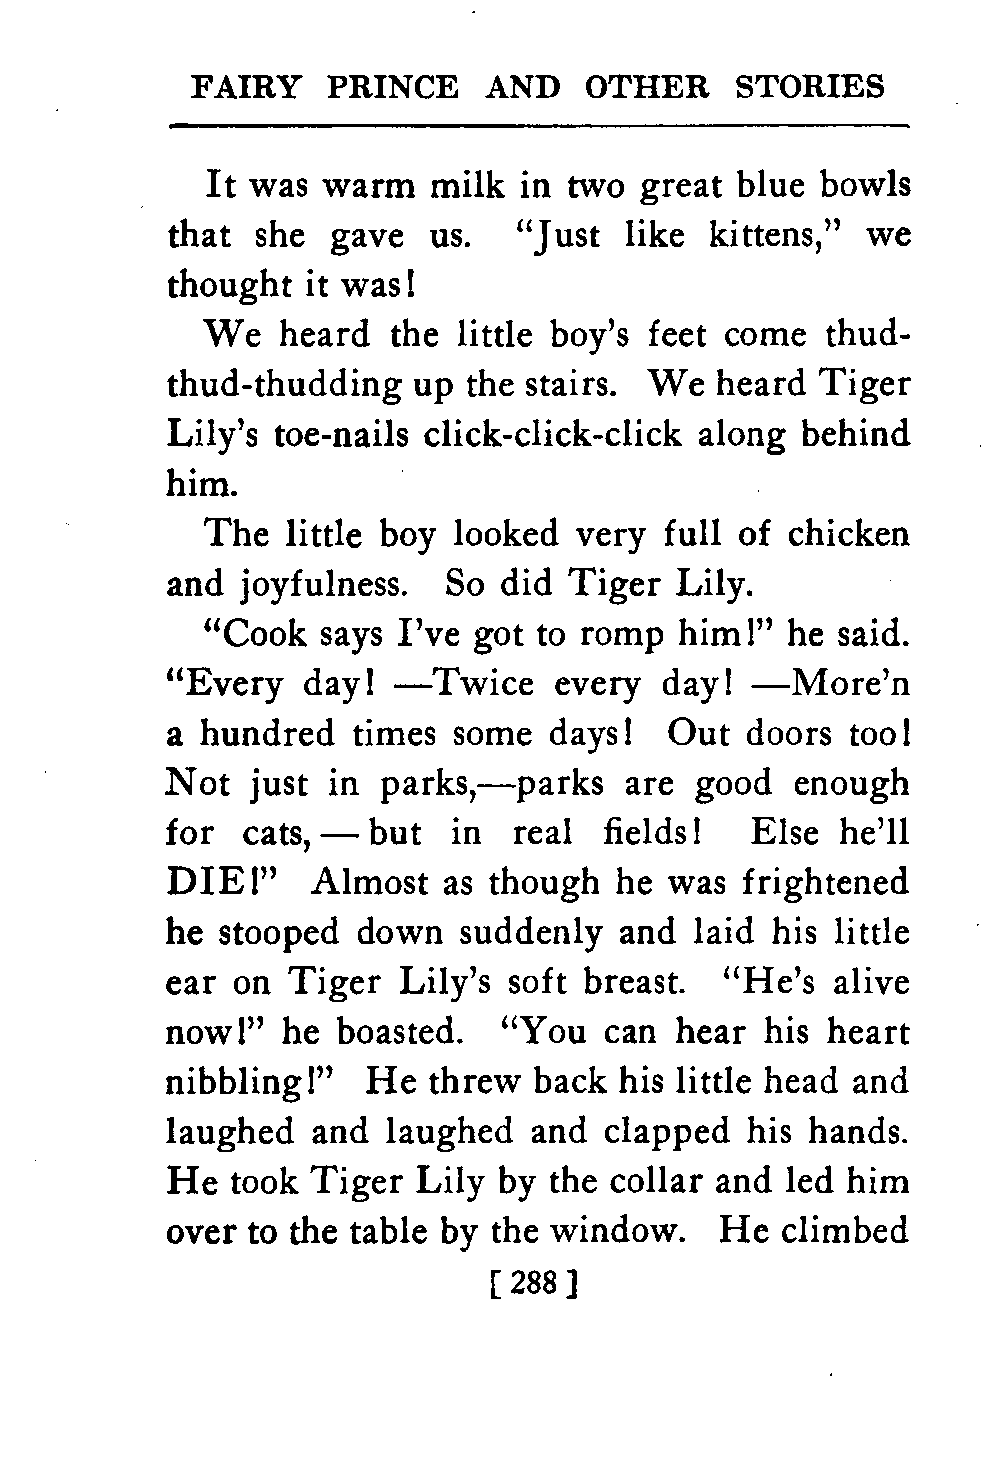 FAIRY PRINCE AND OTHER STORIES
It was warm milk in two great blue bowls
that she gave us. “Just like kittens,” we
thought it was!
We heard the little boy’s feet come thud-
thud-thudding up the stairs. We heard Tiger
Lily’s toe-nails click-click-click along behind
him.
The little boy looked very full of chicken
and joyfulness. So did Tiger Lily.
“Cook says I’ve got to romp him!” he said.
“Every day! —Twice every day! —More’n
a hundred times some days! Out doors too!
Not just in parks,—parks are good enough
for cats, — but in real fields! Else he’ll
DIE!” Almost as though he was frightened
he stooped down suddenly and laid his little
ear on Tiger Lily’s soft breast. “He’s alive
now!” he boasted. “You can hear his heart
nibbling!” He threw back his little head and
laughed and laughed and clapped his hands.
He took Tiger Lily by the collar and led him
over to the table by the window. He climbed
[ 288 ]